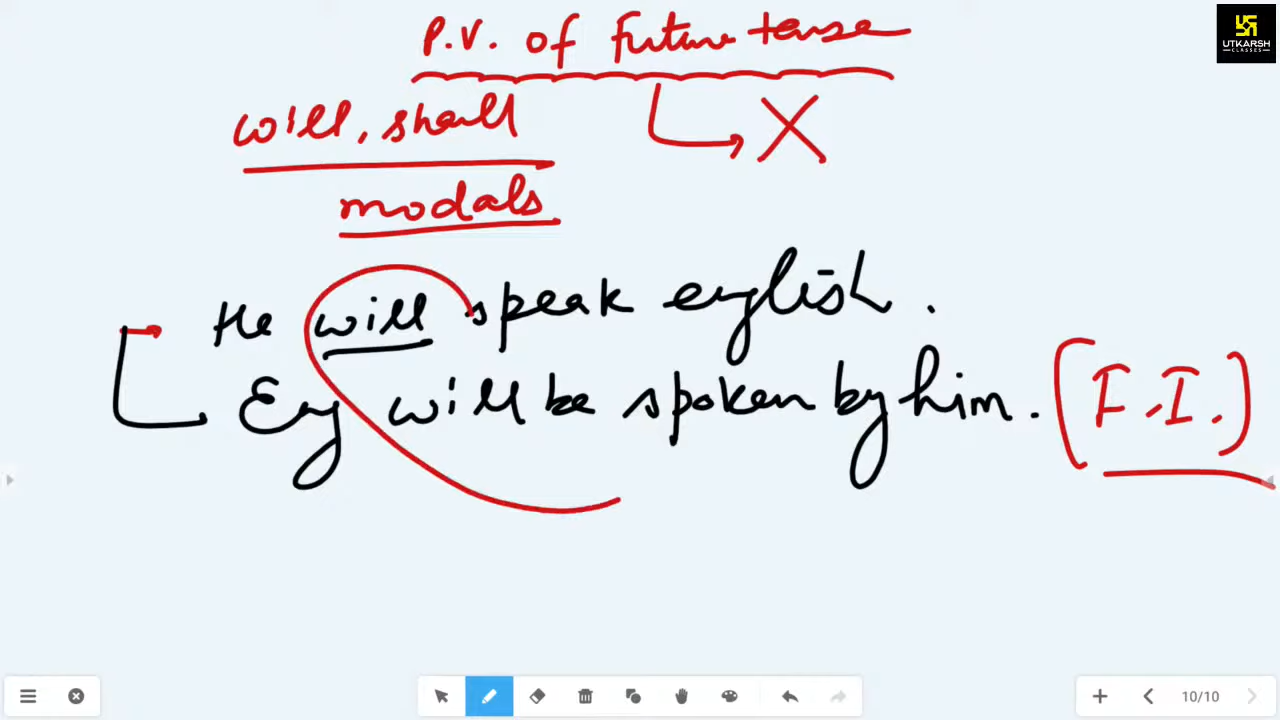 P.V. of Future tense
UTKARSH
CLASSES
will, shall
X
modals
He will speak english.
Eng will be spoken by him. (F.I.)
10/10